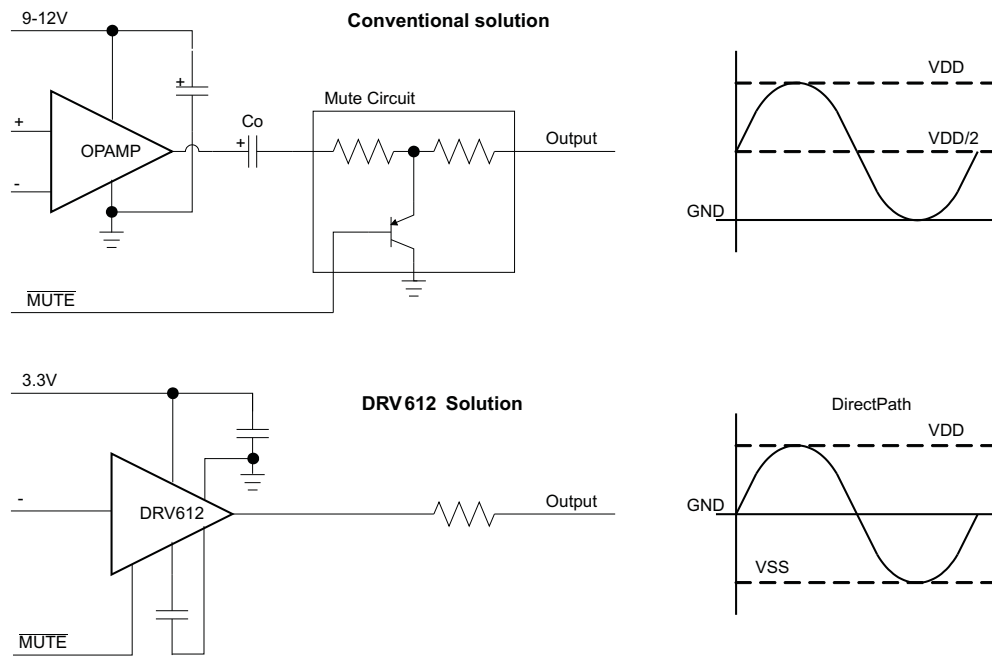 9-12V
Conventional solution
+
+
-
OPAMP
Co
+
Mute Circuit
Output
MUTE
VDD
VDD/2
GND
3.3V
DRV612 Solution
-
DRV612
Output
MUTE
DirectPath
VDD
GND
VSS